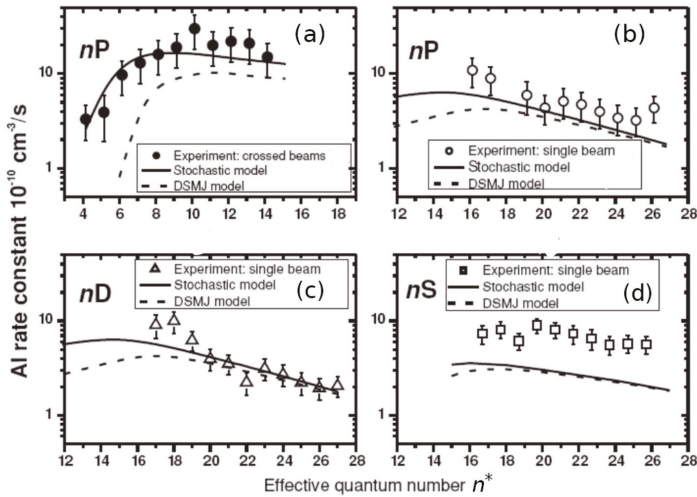 AI rate constant 10⁻¹⁰ cm⁻³/s
nP
(a)
10
1
Experiment: crossed beams
Stochastic model
DSMJ model
4 6 8 10 12 14 16 18
nP
(b)
10
1
Experiment: single beam
Stochastic model
DSMJ model
12 14 16 18 20 22 24 26 28
nD
(c)
Experiment: single beam
Stochastic model
DSMJ model
10
1
12 14 16 18 20 22 24 26 28
nS
(d)
Experiment: single beam
Stochastic model
DSMJ model
10
1
12 14 16 18 20 22 24 26 28
Effective quantum number n*